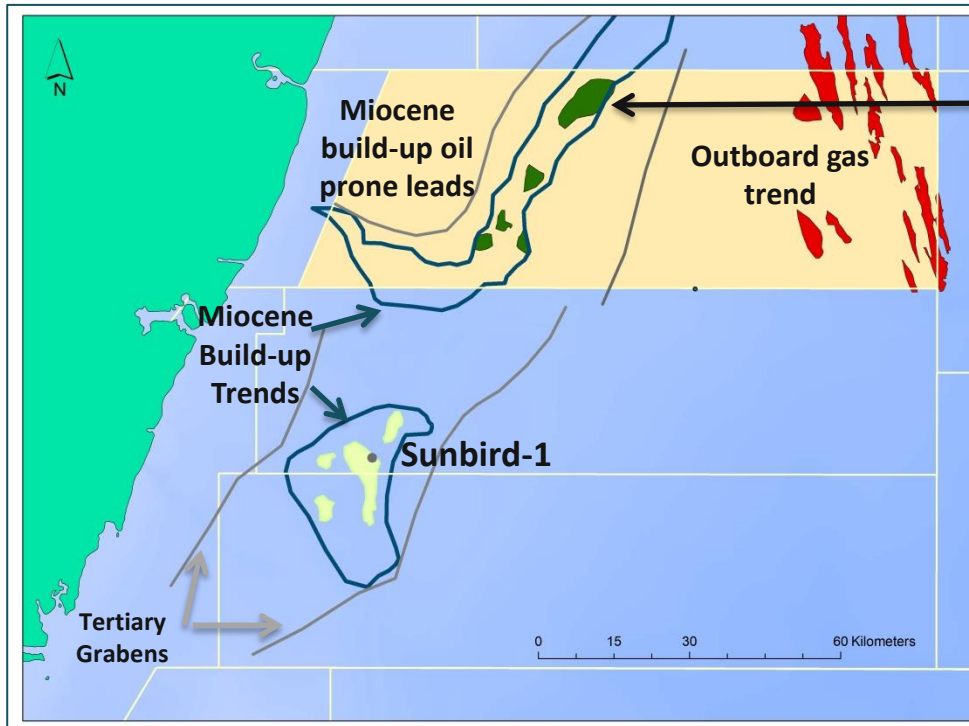 N
Miocene
build-up oil
prone leads
Outboard gas
trend
Miocene
Build-up
Trends
Sunbird-1
Tertiary
Grabens
0 15 30 60 Kilometers